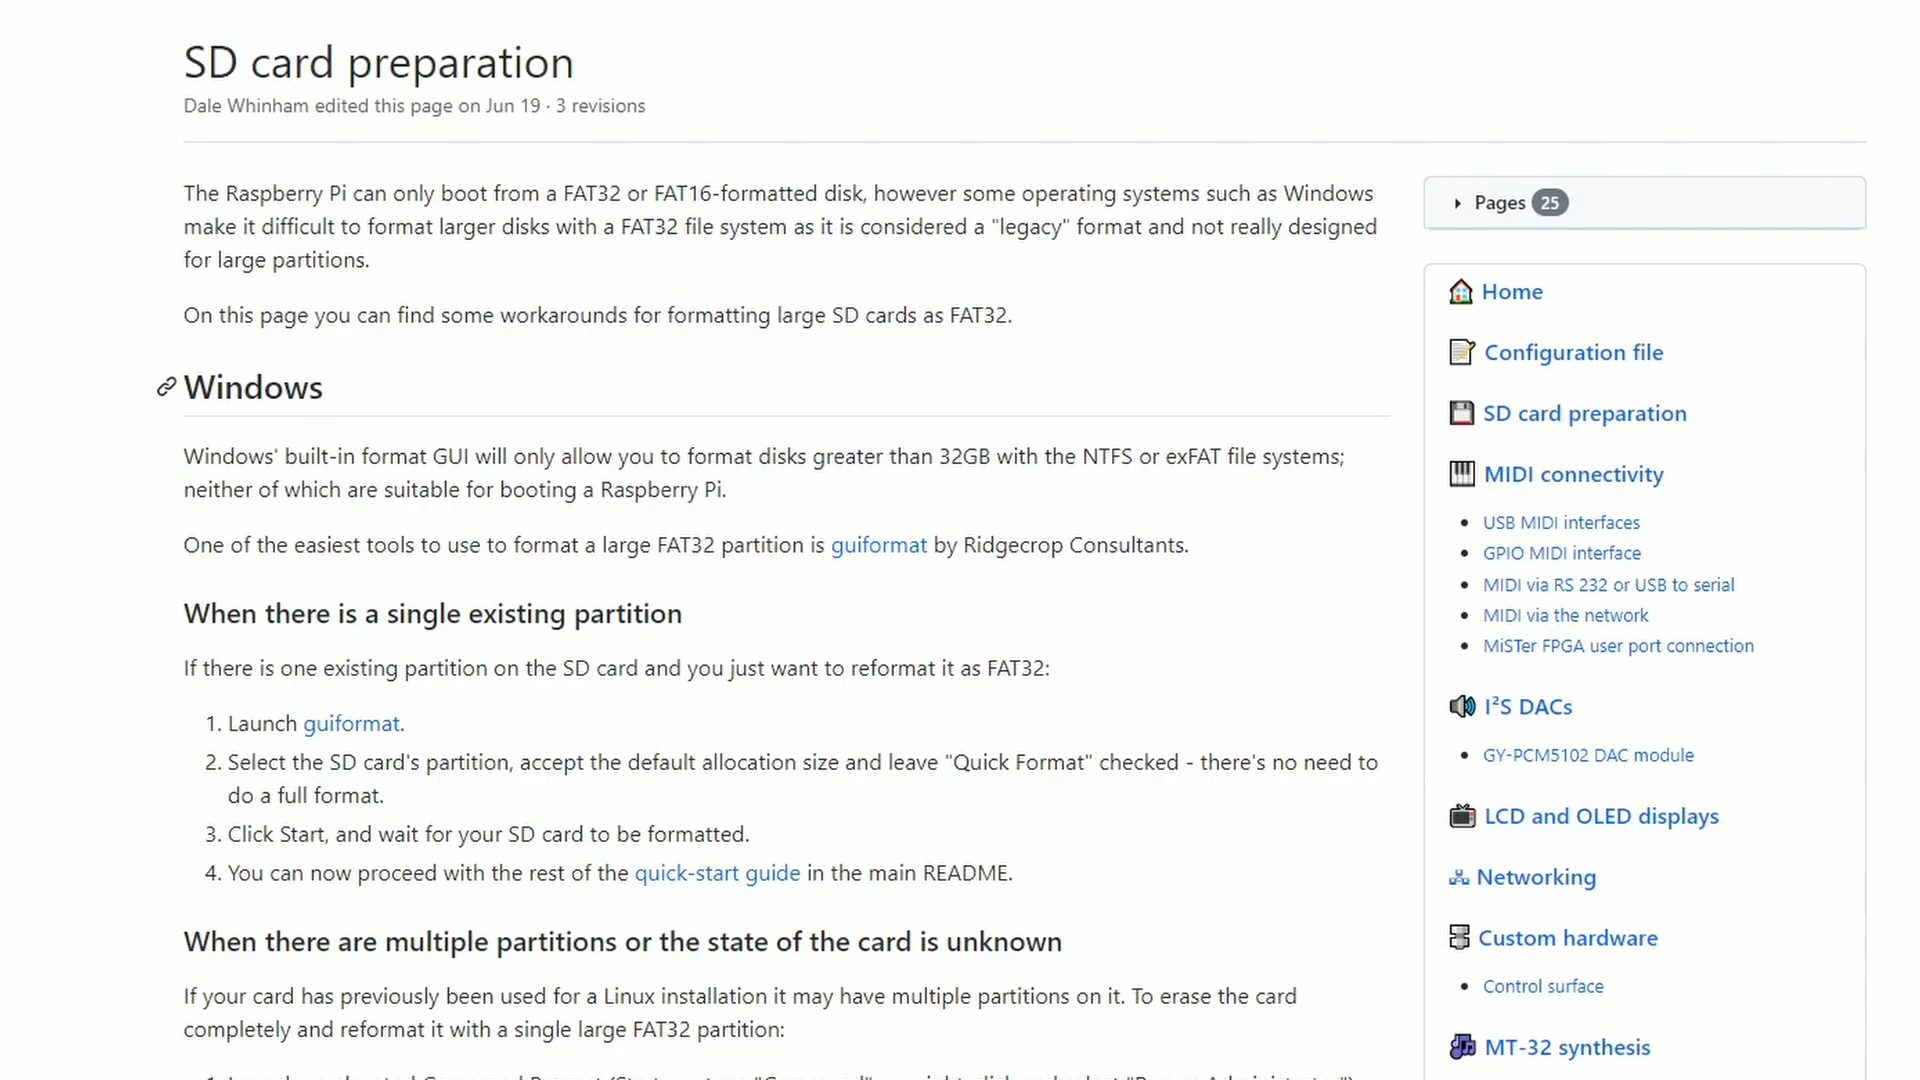 SD card preparation
Dale Whinham edited this page on Jun 19 · 3 revisions
The Raspberry Pi can only boot from a FAT32 or FAT16-formatted disk, however some operating systems such as Windows
make it difficult to format larger disks with a FAT32 file system as it is considered a "legacy" format and not really designed
for large partitions.
On this page you can find some workarounds for formatting large SD cards as FAT32.
Windows
Windows' built-in format GUI will only allow you to format disks greater than 32GB with the NTFS or exFAT file systems;
neither of which are suitable for booting a Raspberry Pi.
One of the easiest tools to use to format a large FAT32 partition is guiformat by Ridgecrop Consultants.
When there is a single existing partition
If there is one existing partition on the SD card and you just want to reformat it as FAT32:
1. Launch guiformat.
2. Select the SD card's partition, accept the default allocation size and leave "Quick Format" checked - there's no need to
do a full format.
3. Click Start, and wait for your SD card to be formatted.
4. You can now proceed with the rest of the quick-start guide in the main README.
When there are multiple partitions or the state of the card is unknown
If your card has previously been used for a Linux installation it may have multiple partitions on it. To erase the card
completely and reformat it with a single large FAT32 partition:
Pages 25
Home
Configuration file
SD card preparation
MIDI connectivity
USB MIDI interfaces
GPIO MIDI interface
MIDI via RS 232 or USB to serial
MIDI via the network
MiSTer FPGA user port connection
I²S DACs
GY-PCM5102 DAC module
LCD and OLED displays
Networking
Custom hardware
Control surface
MT-32 synthesis